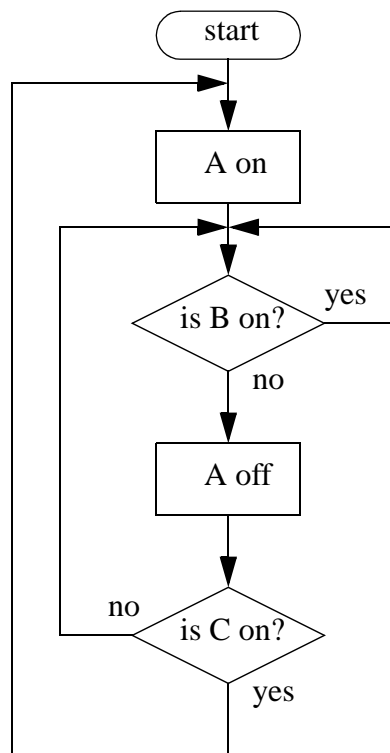 start
A on
is B on?
yes
no
A off
is C on?
no
yes